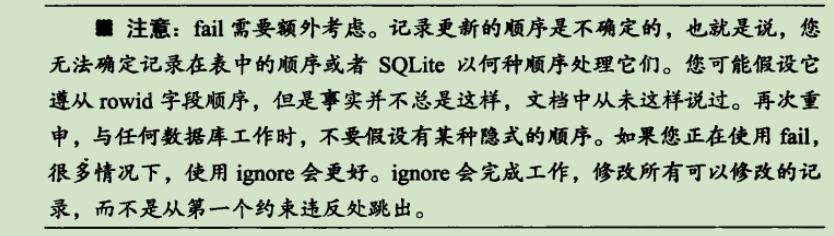 ■ 注意：fail 需要额外考虑。记录更新的顺序是不确定的，也就是说，您
无法确定记录在表中的顺序或者 SQLite 以何种顺序处理它们。您可能假设它
遵从 rowid 字段顺序，但是事实并不总是这样，文档中从未这样说过。再次重
申，与任何数据库工作时，不要假设有某种隐式的顺序。如果您正在使用 fail，
很多情况下，使用 ignore 会更好。ignore 会完成工作，修改所有可以修改的记
录，而不是从第一个约束违反处跳出。